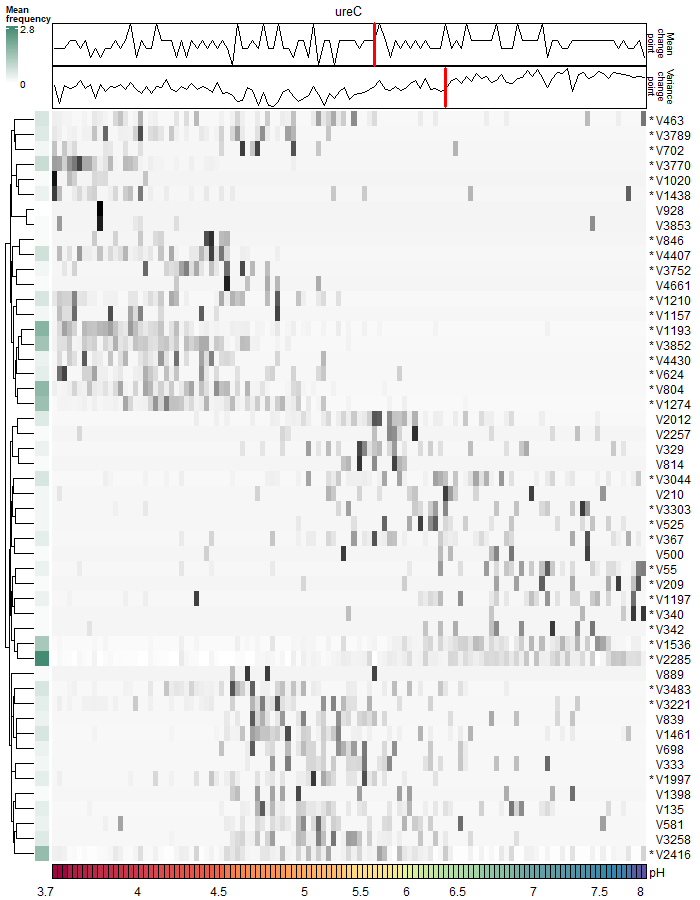 Mean
frequency
ureC
2.8
0
Mean
change
point
Variance
change
point
* V463
* V3789
* V702
* V3770
* V1020
* V1438
V928
V3853
* V846
* V4407
* V3752
V4661
* V1210
* V1157
* V1193
* V3852
* V4430
* V624
* V804
* V1274
V2012
V2257
V329
V814
* V3044
V210
* V3303
* V525
* V367
V500
* V55
* V209
* V1197
* V340
* V342
* V1536
* V2285
V889
* V3483
* V3221
V839
V1461
V698
V333
* V1997
V1398
V135
V581
V3258
* V2416
pH
3.7 4 4.5 5 5.5 6 6.5 7 7.5 8